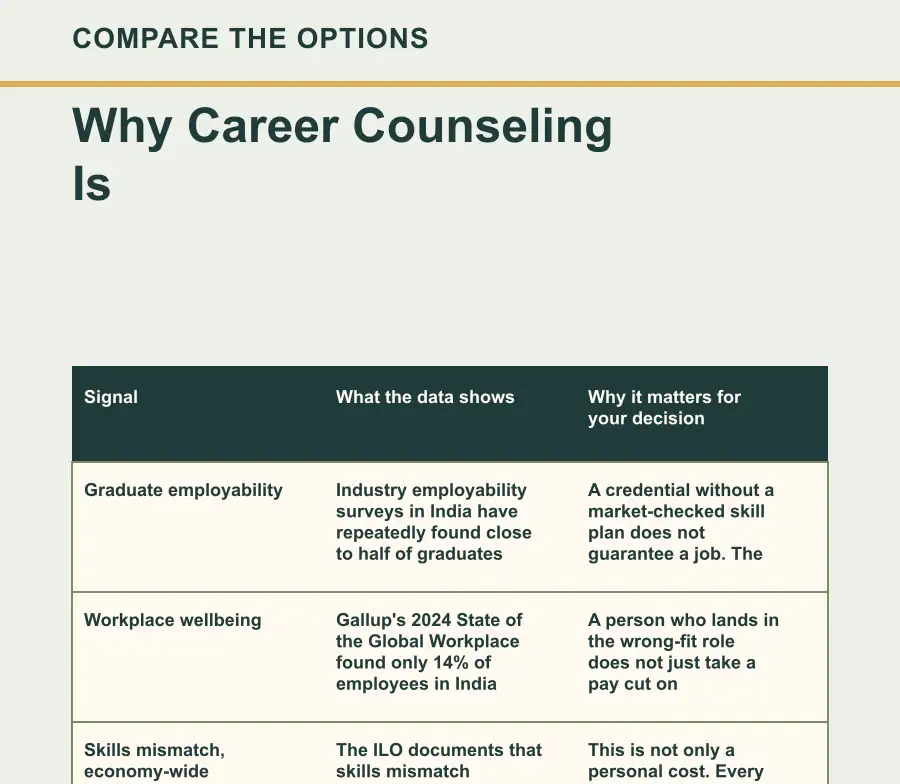 COMPARE THE OPTIONS
Why Career Counseling
Is
Signal
What the data shows
Why it matters for
your decision
Graduate employability
Industry employability
surveys in India have
repeatedly found close
to half of graduates
A credential without a
market-checked skill
plan does not
guarantee a job. The
Workplace wellbeing
Gallup's 2024 State of
the Global Workplace
found only 14% of
employees in India
A person who lands in
the wrong-fit role
does not just take a
pay cut on
Skills mismatch,
economy-wide
The ILO documents that
skills mismatch
This is not only a
personal cost. Every